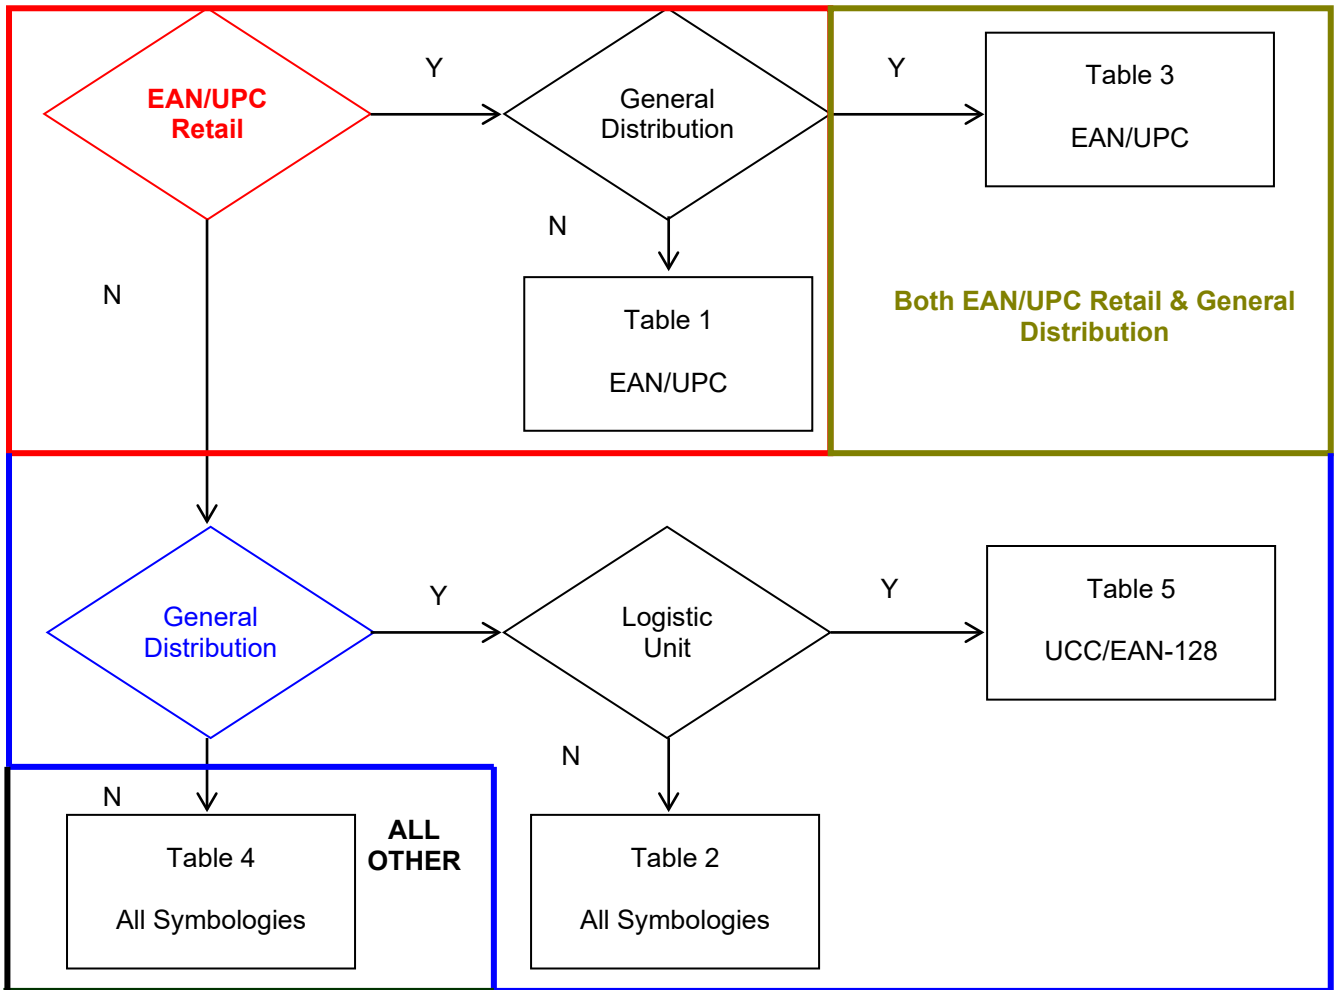 EAN/UPC
Retail
Y
General
Distribution
Y
Table 3
EAN/UPC
N
N
Table 1
EAN/UPC
Both EAN/UPC Retail & General
Distribution
General
Distribution
Y
Logistic
Unit
Y
Table 5
UCC/EAN-128
N
N
Table 4
All Symbologies
ALL
OTHER
Table 2
All Symbologies